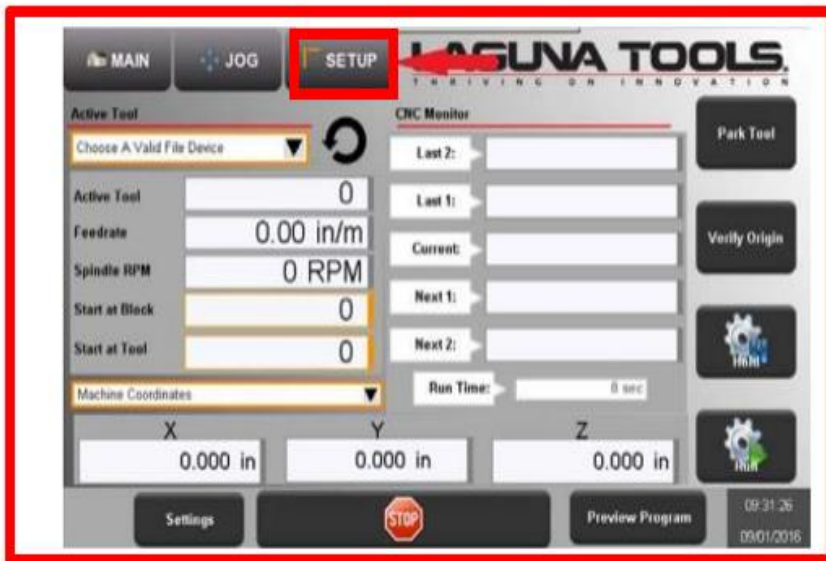 MAIN
JOG
SETUP
LAGUNA TOOLS.
THRIVING ON INNOVATION
Active Tool
Choose A Valid File Device
Active Tool 0
Feedrate 0.00 in/m
Spindle RPM 0 RPM
Start at Block 0
Start at Tool 0
Machine Coordinates
CNC Monitor
Last 2:
Last 1:
Current:
Next 1:
Next 2:
Run Time: 0 sec
Park Tool
Verify Origin
X
0.000 in
Y
0.000 in
Z
0.000 in
Settings
STOP
Preview Program
09:31:26
09/01/2016